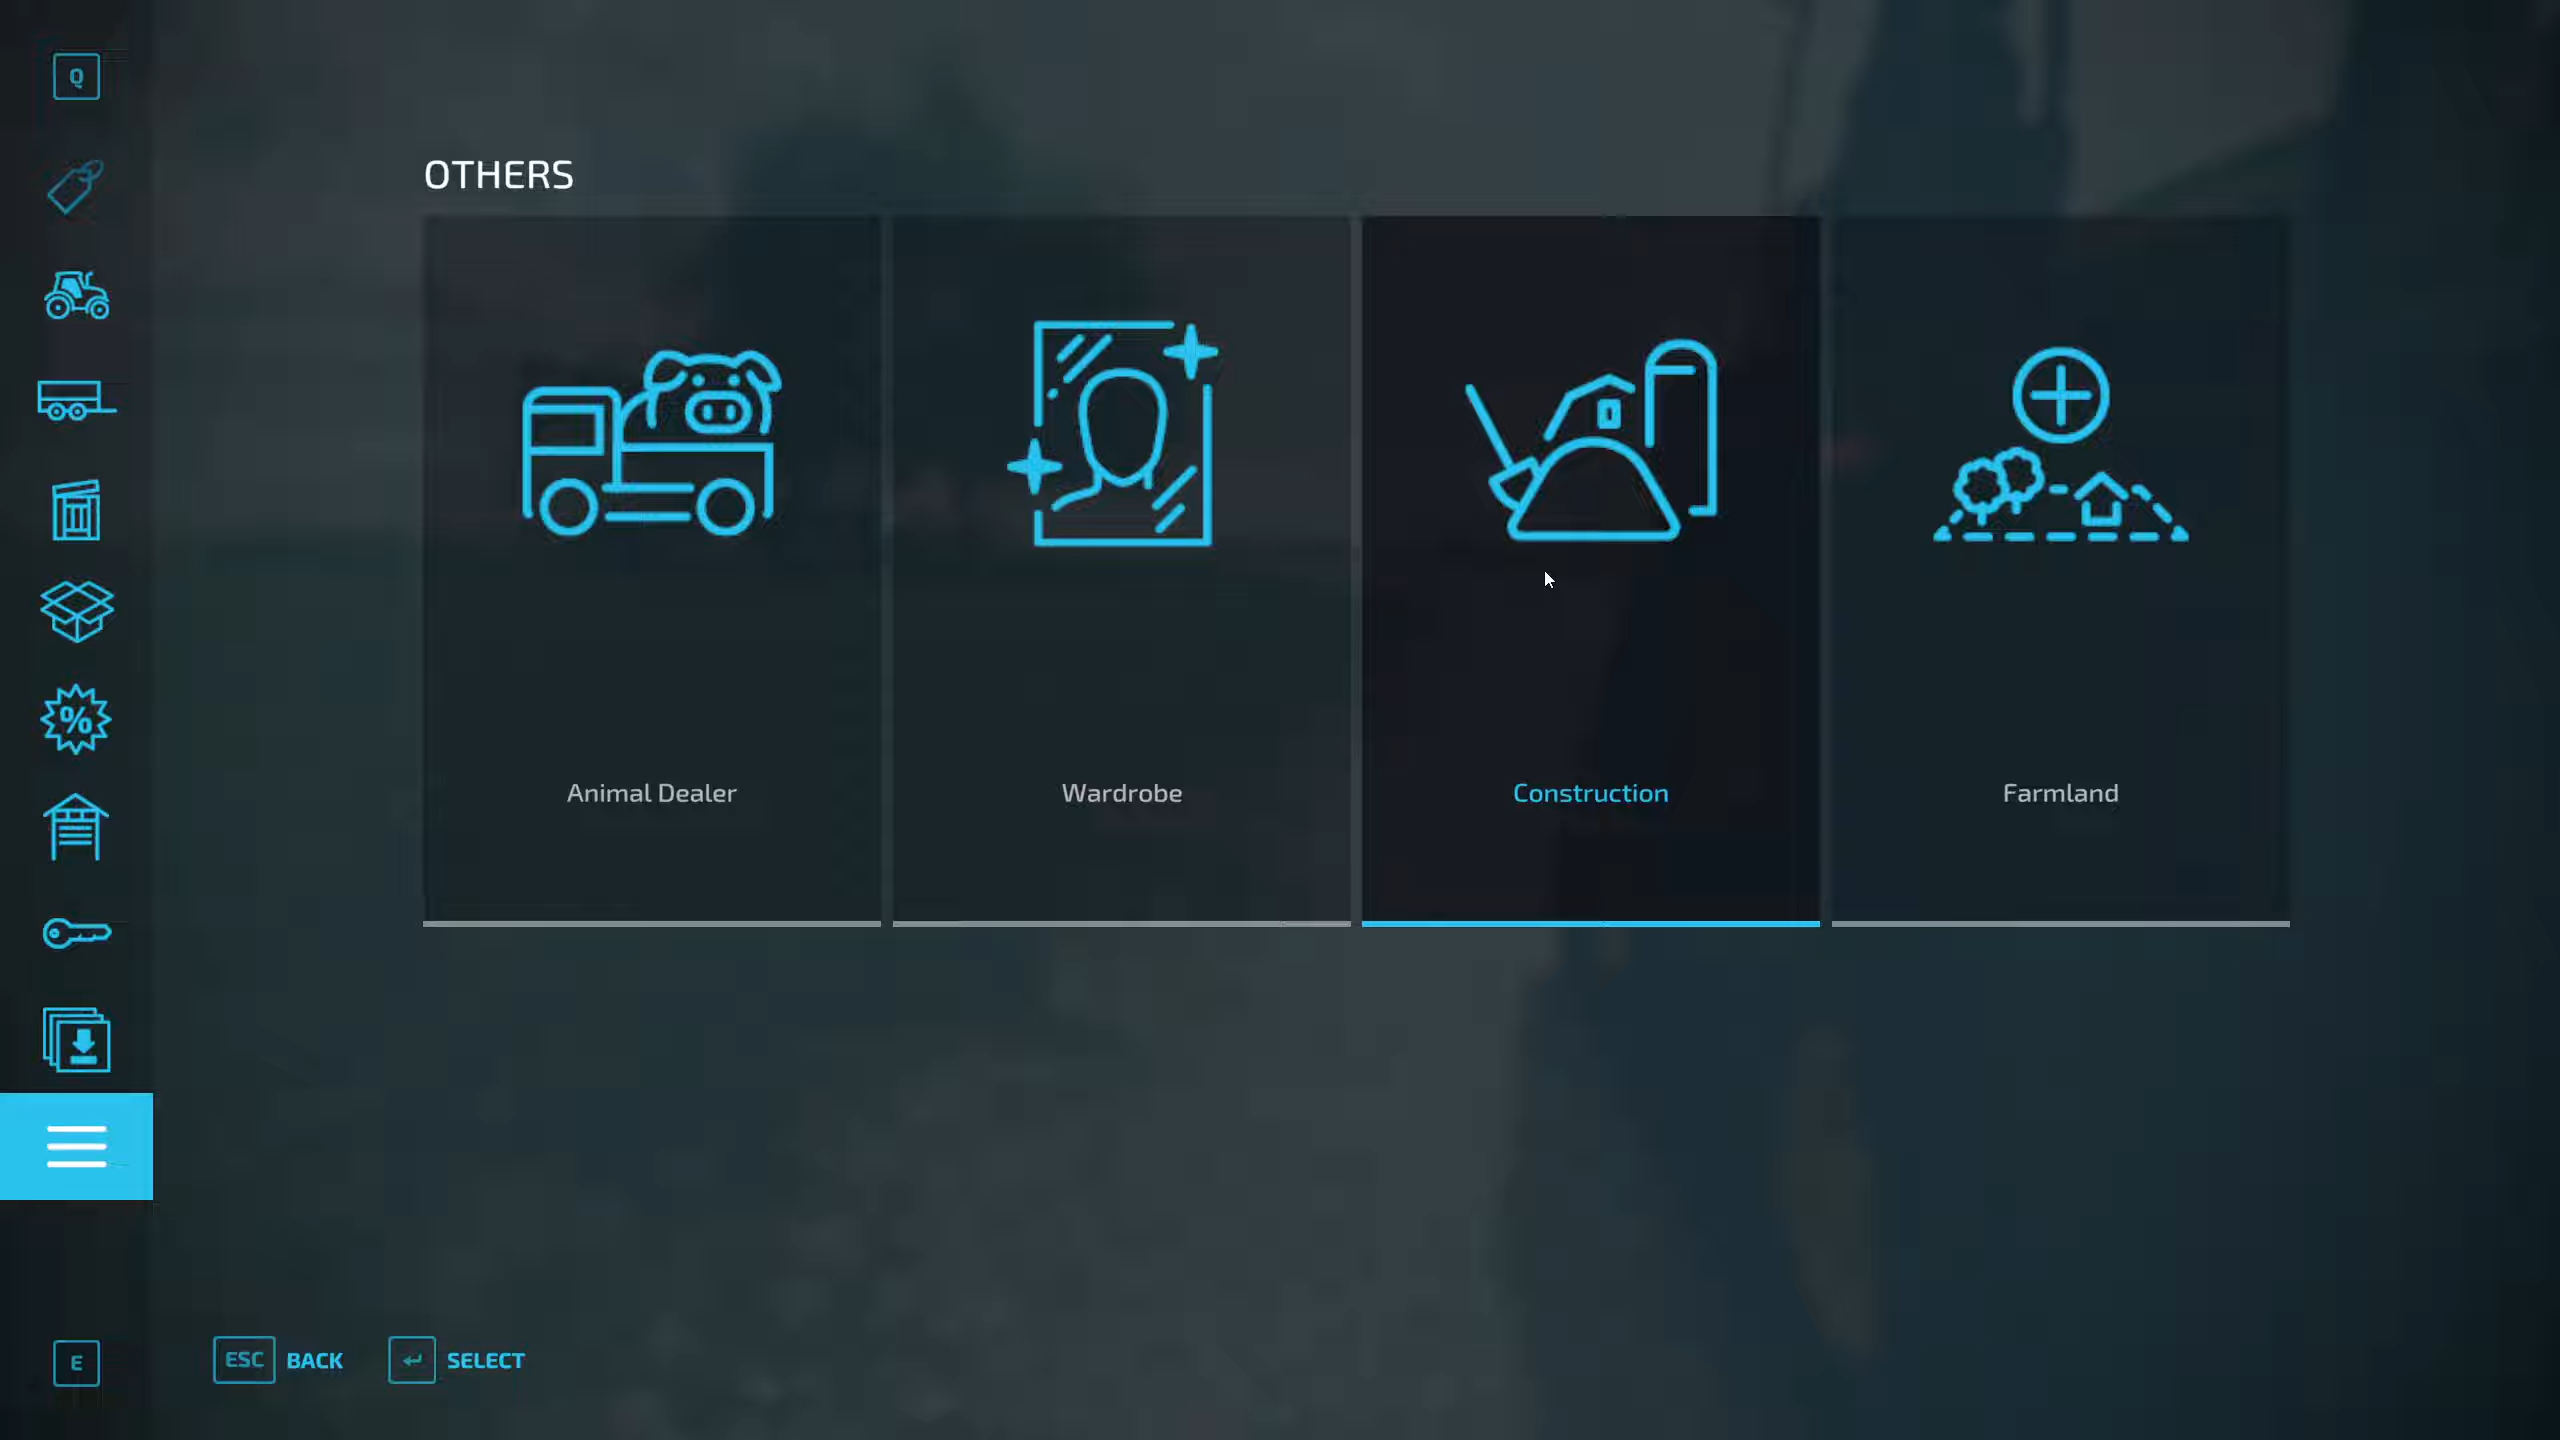 Q
OTHERS
%
Animal Dealer
Wardrobe
Construction
Farmland
E
ESC BACK
SELECT